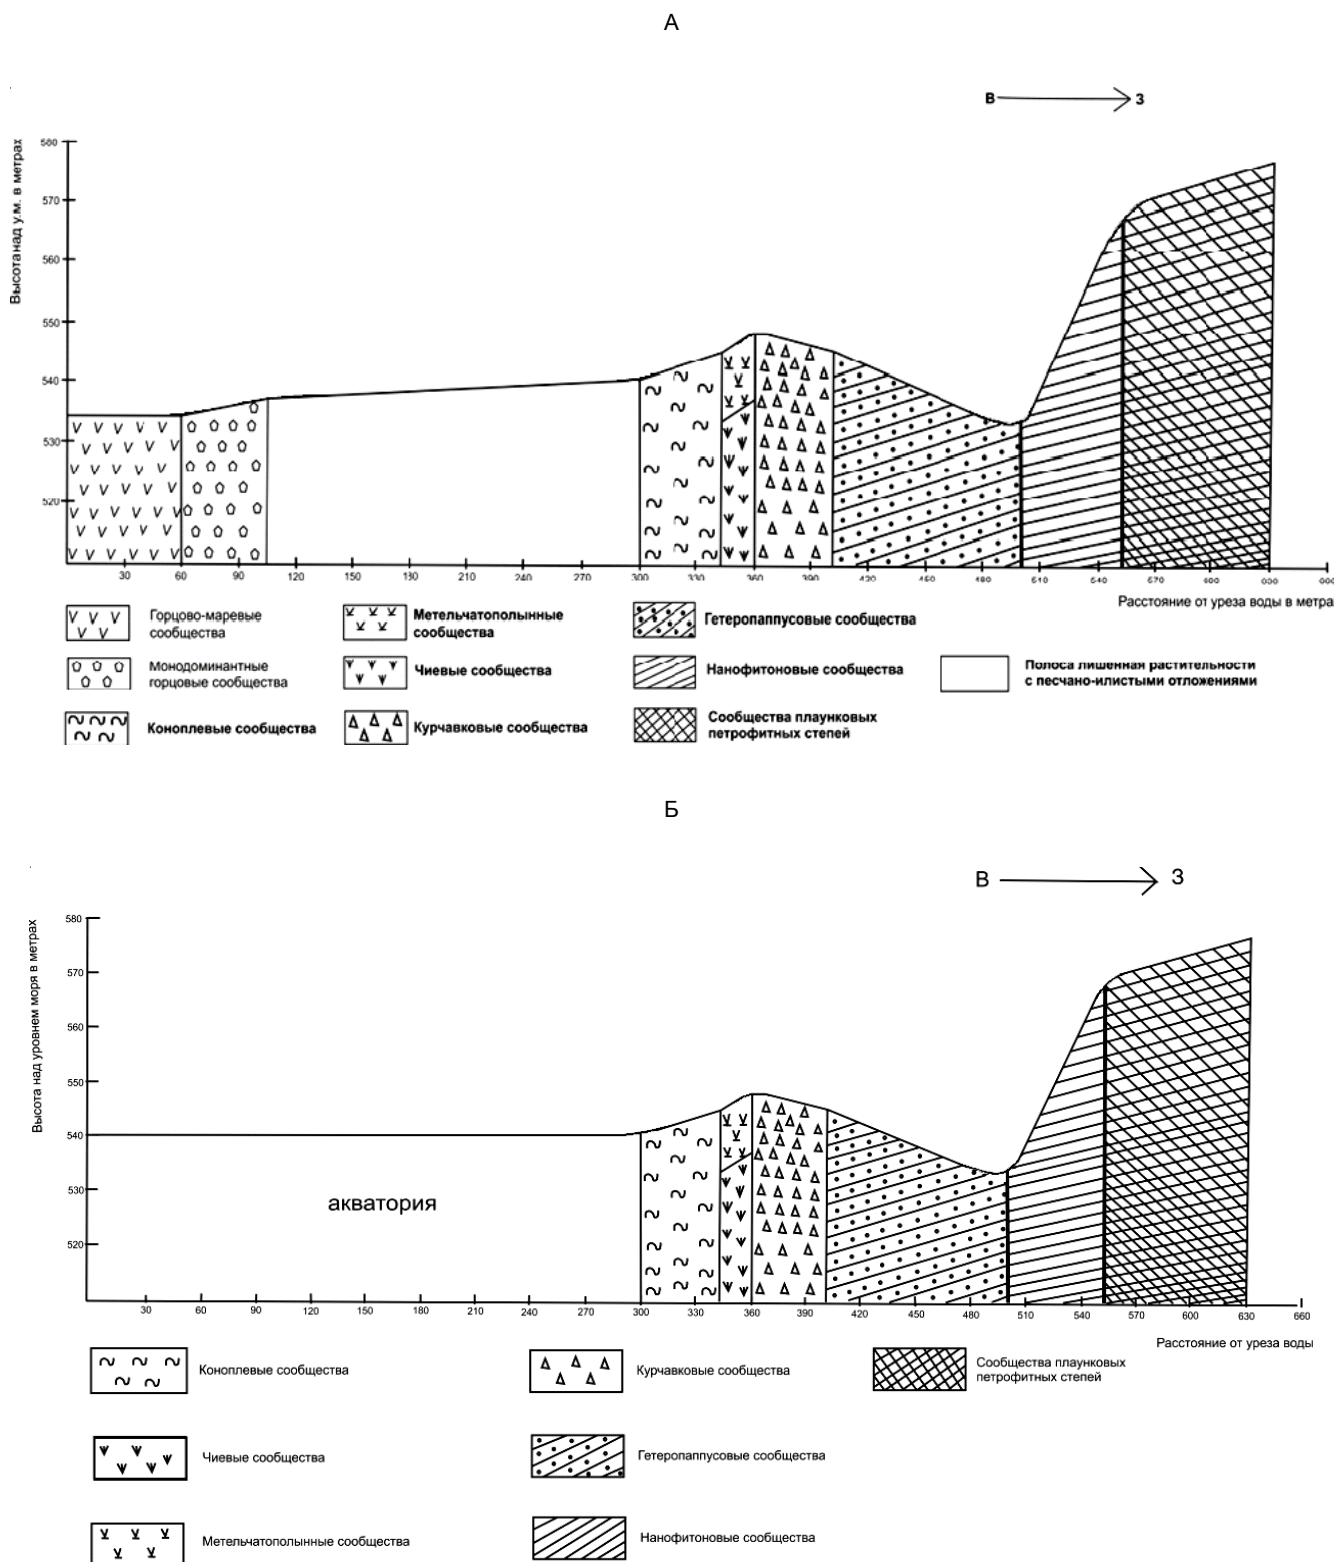 А
В
З
Высота над у.м. в метрах
580
570
560
550
540
530
520
30
60
90
120
150
180
210
240
270
300
330
360
390
420
450
480
510
540
570
600
Расстояние от уреза воды в метрах
Горцово-маревые
сообщества
Монодоминантные
горцовые сообщества
Коноплевые сообщества
Метельчатополынные
сообщества
Чиевые сообщества
Курчавковые сообщества
Гетеропаппусовые сообщества
Нанофитоновые сообщества
Сообщества плаунковых
петрофитных степей
Полоса лишенная растительности
с песчано-илистыми отложениями
Б
В
З
Высота над уровнем моря в метрах
580
570
560
550
540
530
520
акватория
30
60
90
120
150
180
210
240
270
300
330
360
390
420
450
480
510
540
570
600
630
660
Расстояние от уреза воды
Коноплевые сообщества
Чиевые сообщества
Метельчатополынные сообщества
Курчавковые сообщества
Гетеропаппусовые сообщества
Нанофитоновые сообщества
Сообщества плаунковых
петрофитных степей